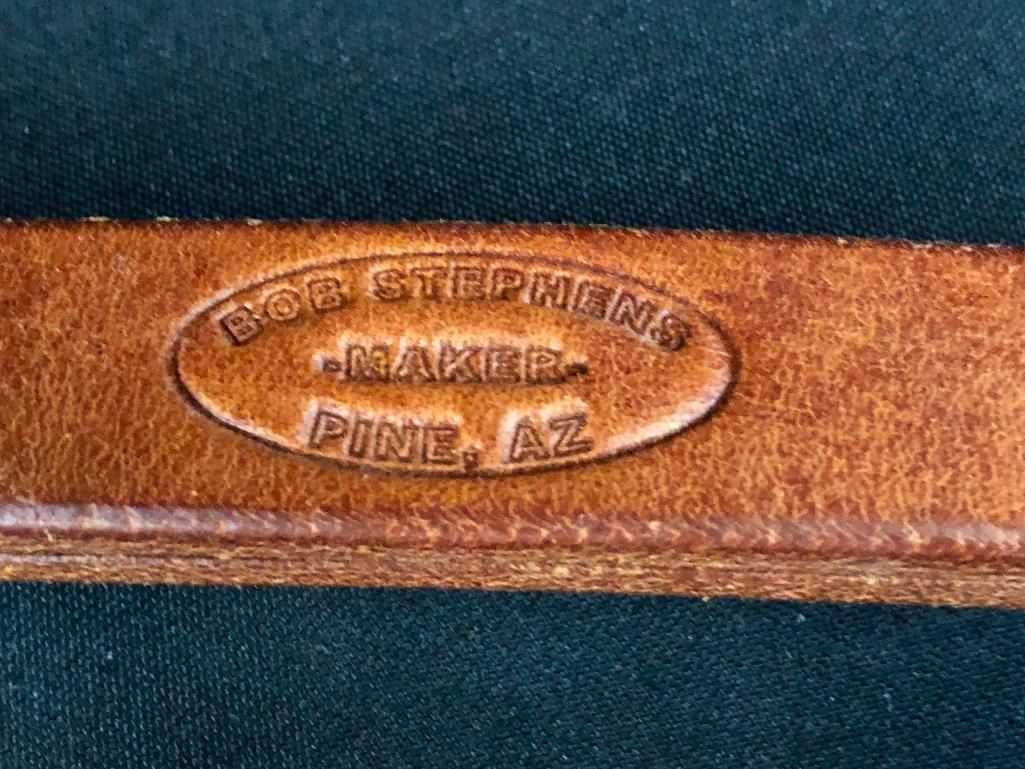 BOB STEPHENS
-MAKER-
PINE, AZ